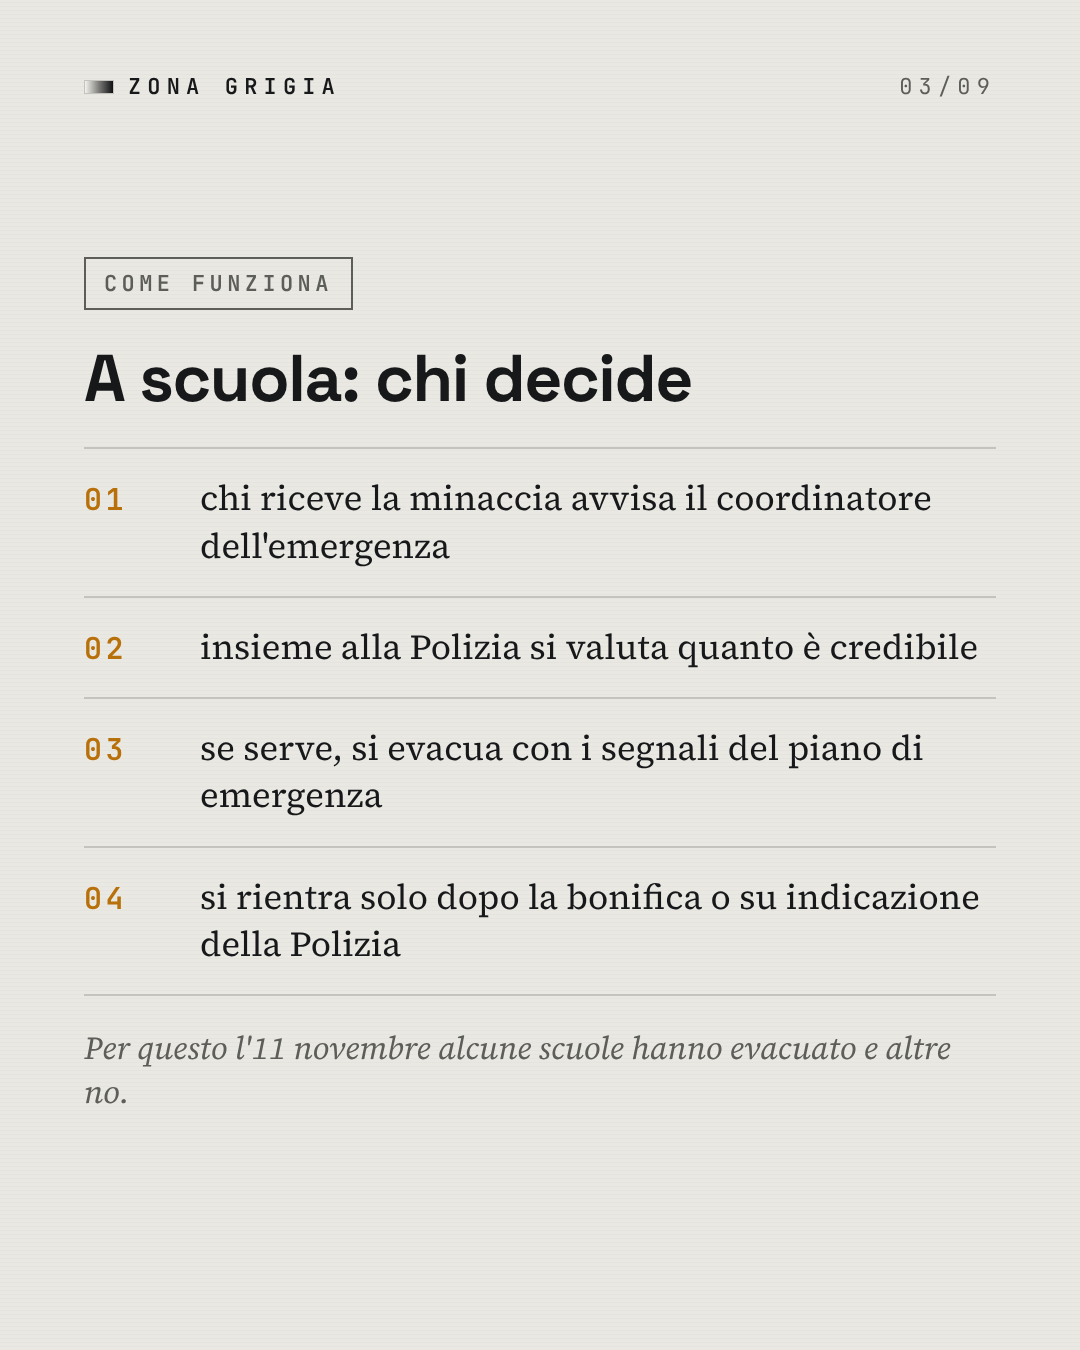 ZONA GRIGIA
03/09
COME FUNZIONA
A scuola: chi decide
01 chi riceve la minaccia avvisa il coordinatore
dell'emergenza
02 insieme alla Polizia si valuta quanto è credibile
03 se serve, si evacua con i segnali del piano di
emergenza
04 si rientra solo dopo la bonifica o su indicazione
della Polizia
Per questo l'11 novembre alcune scuole hanno evacuato e altre
no.